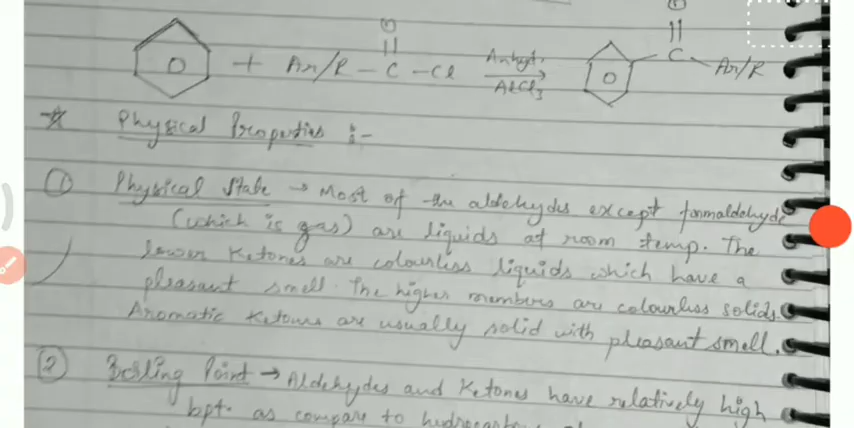 O O
|| ||
O + Ar/R - C - Cl Anhyd. AlCl3 → O C - Ar/R
* Physical Properties :-
① Physical State → Most of the aldehydes except formaldehyde
(which is gas) are liquids at room temp. The
lower Ketones are colourless liquids which have a
pleasant smell. The higher members are colourless solids.
Aromatic Ketones are usually solid with pleasant smell.
② Boiling Point → Aldehydes and Ketones have relatively high
bpt. as compare to